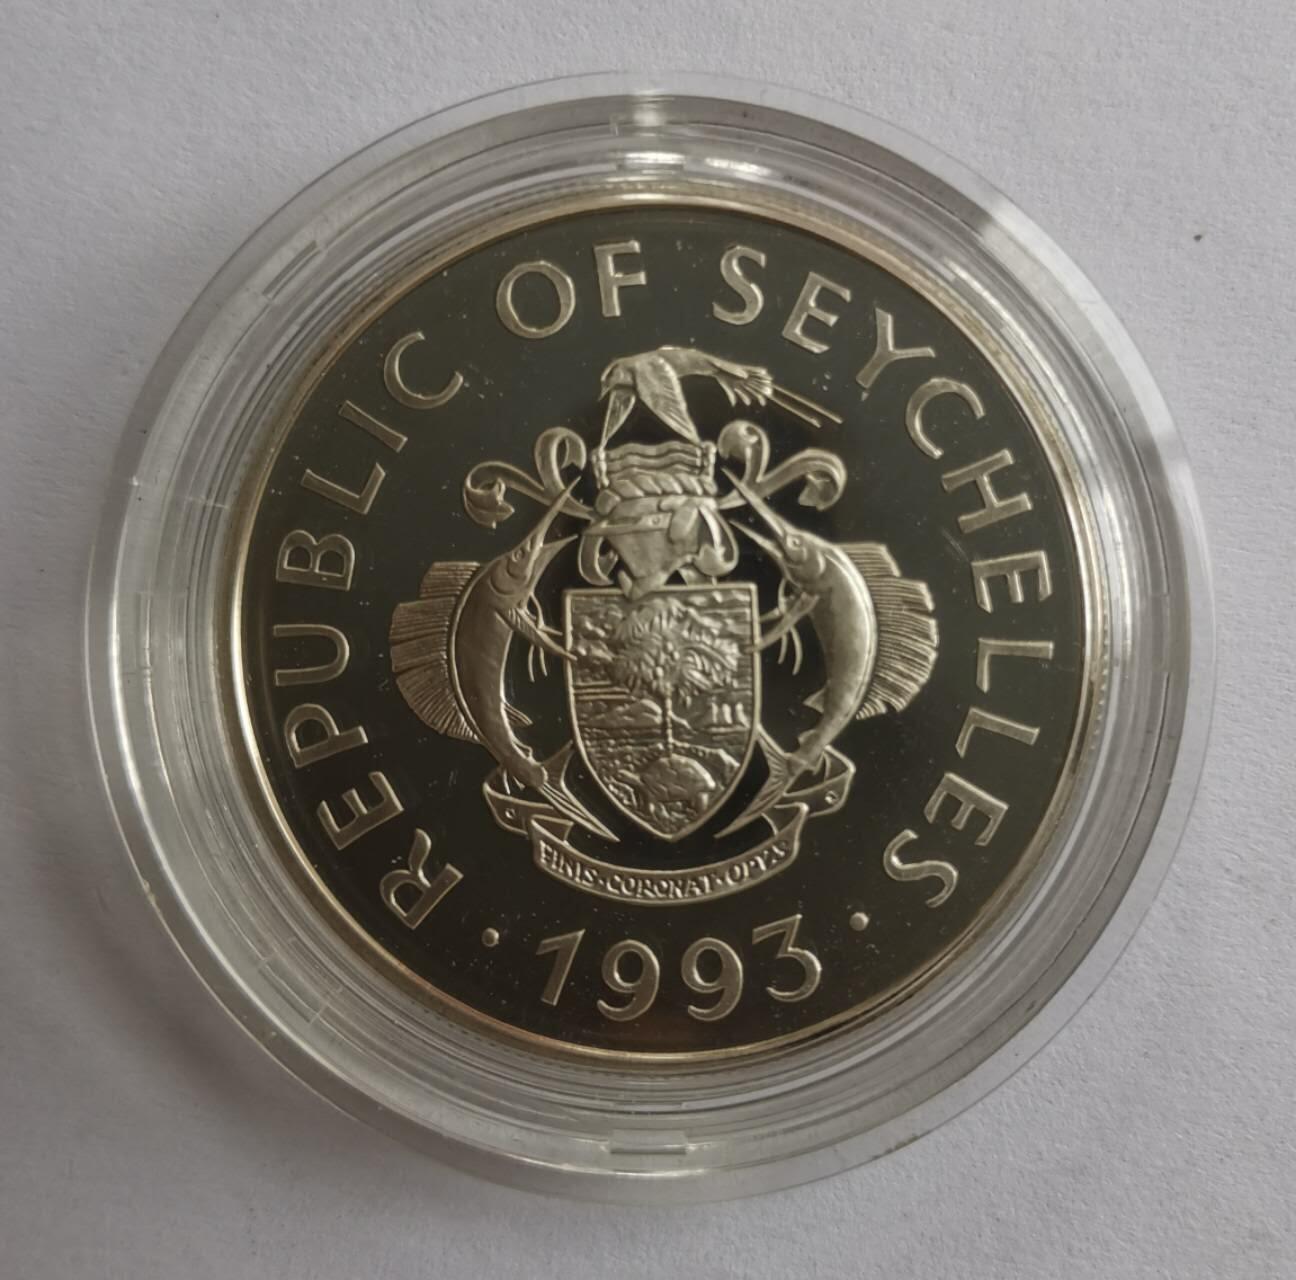 REPUBLIC OF SEYCHELLES
FINIS·CORONAT·OPUS
· 1993 ·